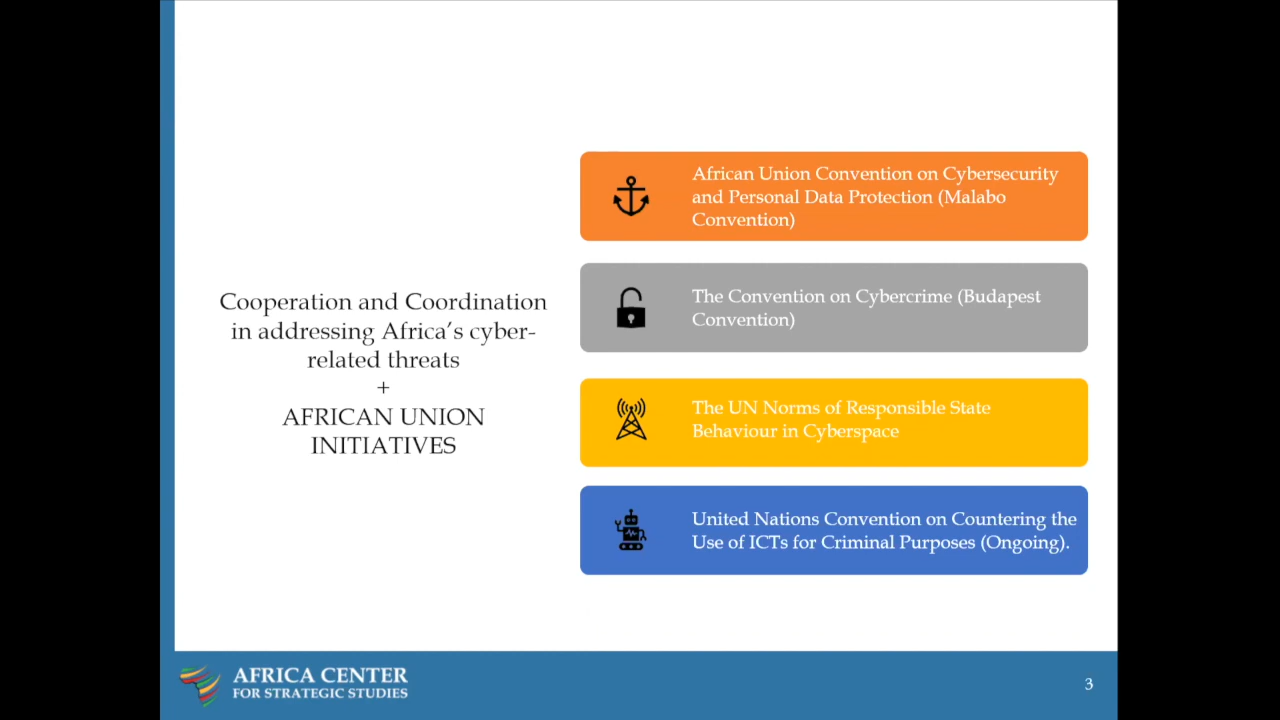 Cooperation and Coordination
in addressing Africa's cyber-
related threats
+
AFRICAN UNION
INITIATIVES
African Union Convention on Cybersecurity
and Personal Data Protection (Malabo
Convention)
The Convention on Cybercrime (Budapest
Convention)
The UN Norms of Responsible State
Behaviour in Cyberspace
United Nations Convention on Countering the
Use of ICTs for Criminal Purposes (Ongoing).
AFRICA CENTER
FOR STRATEGIC STUDIES
3